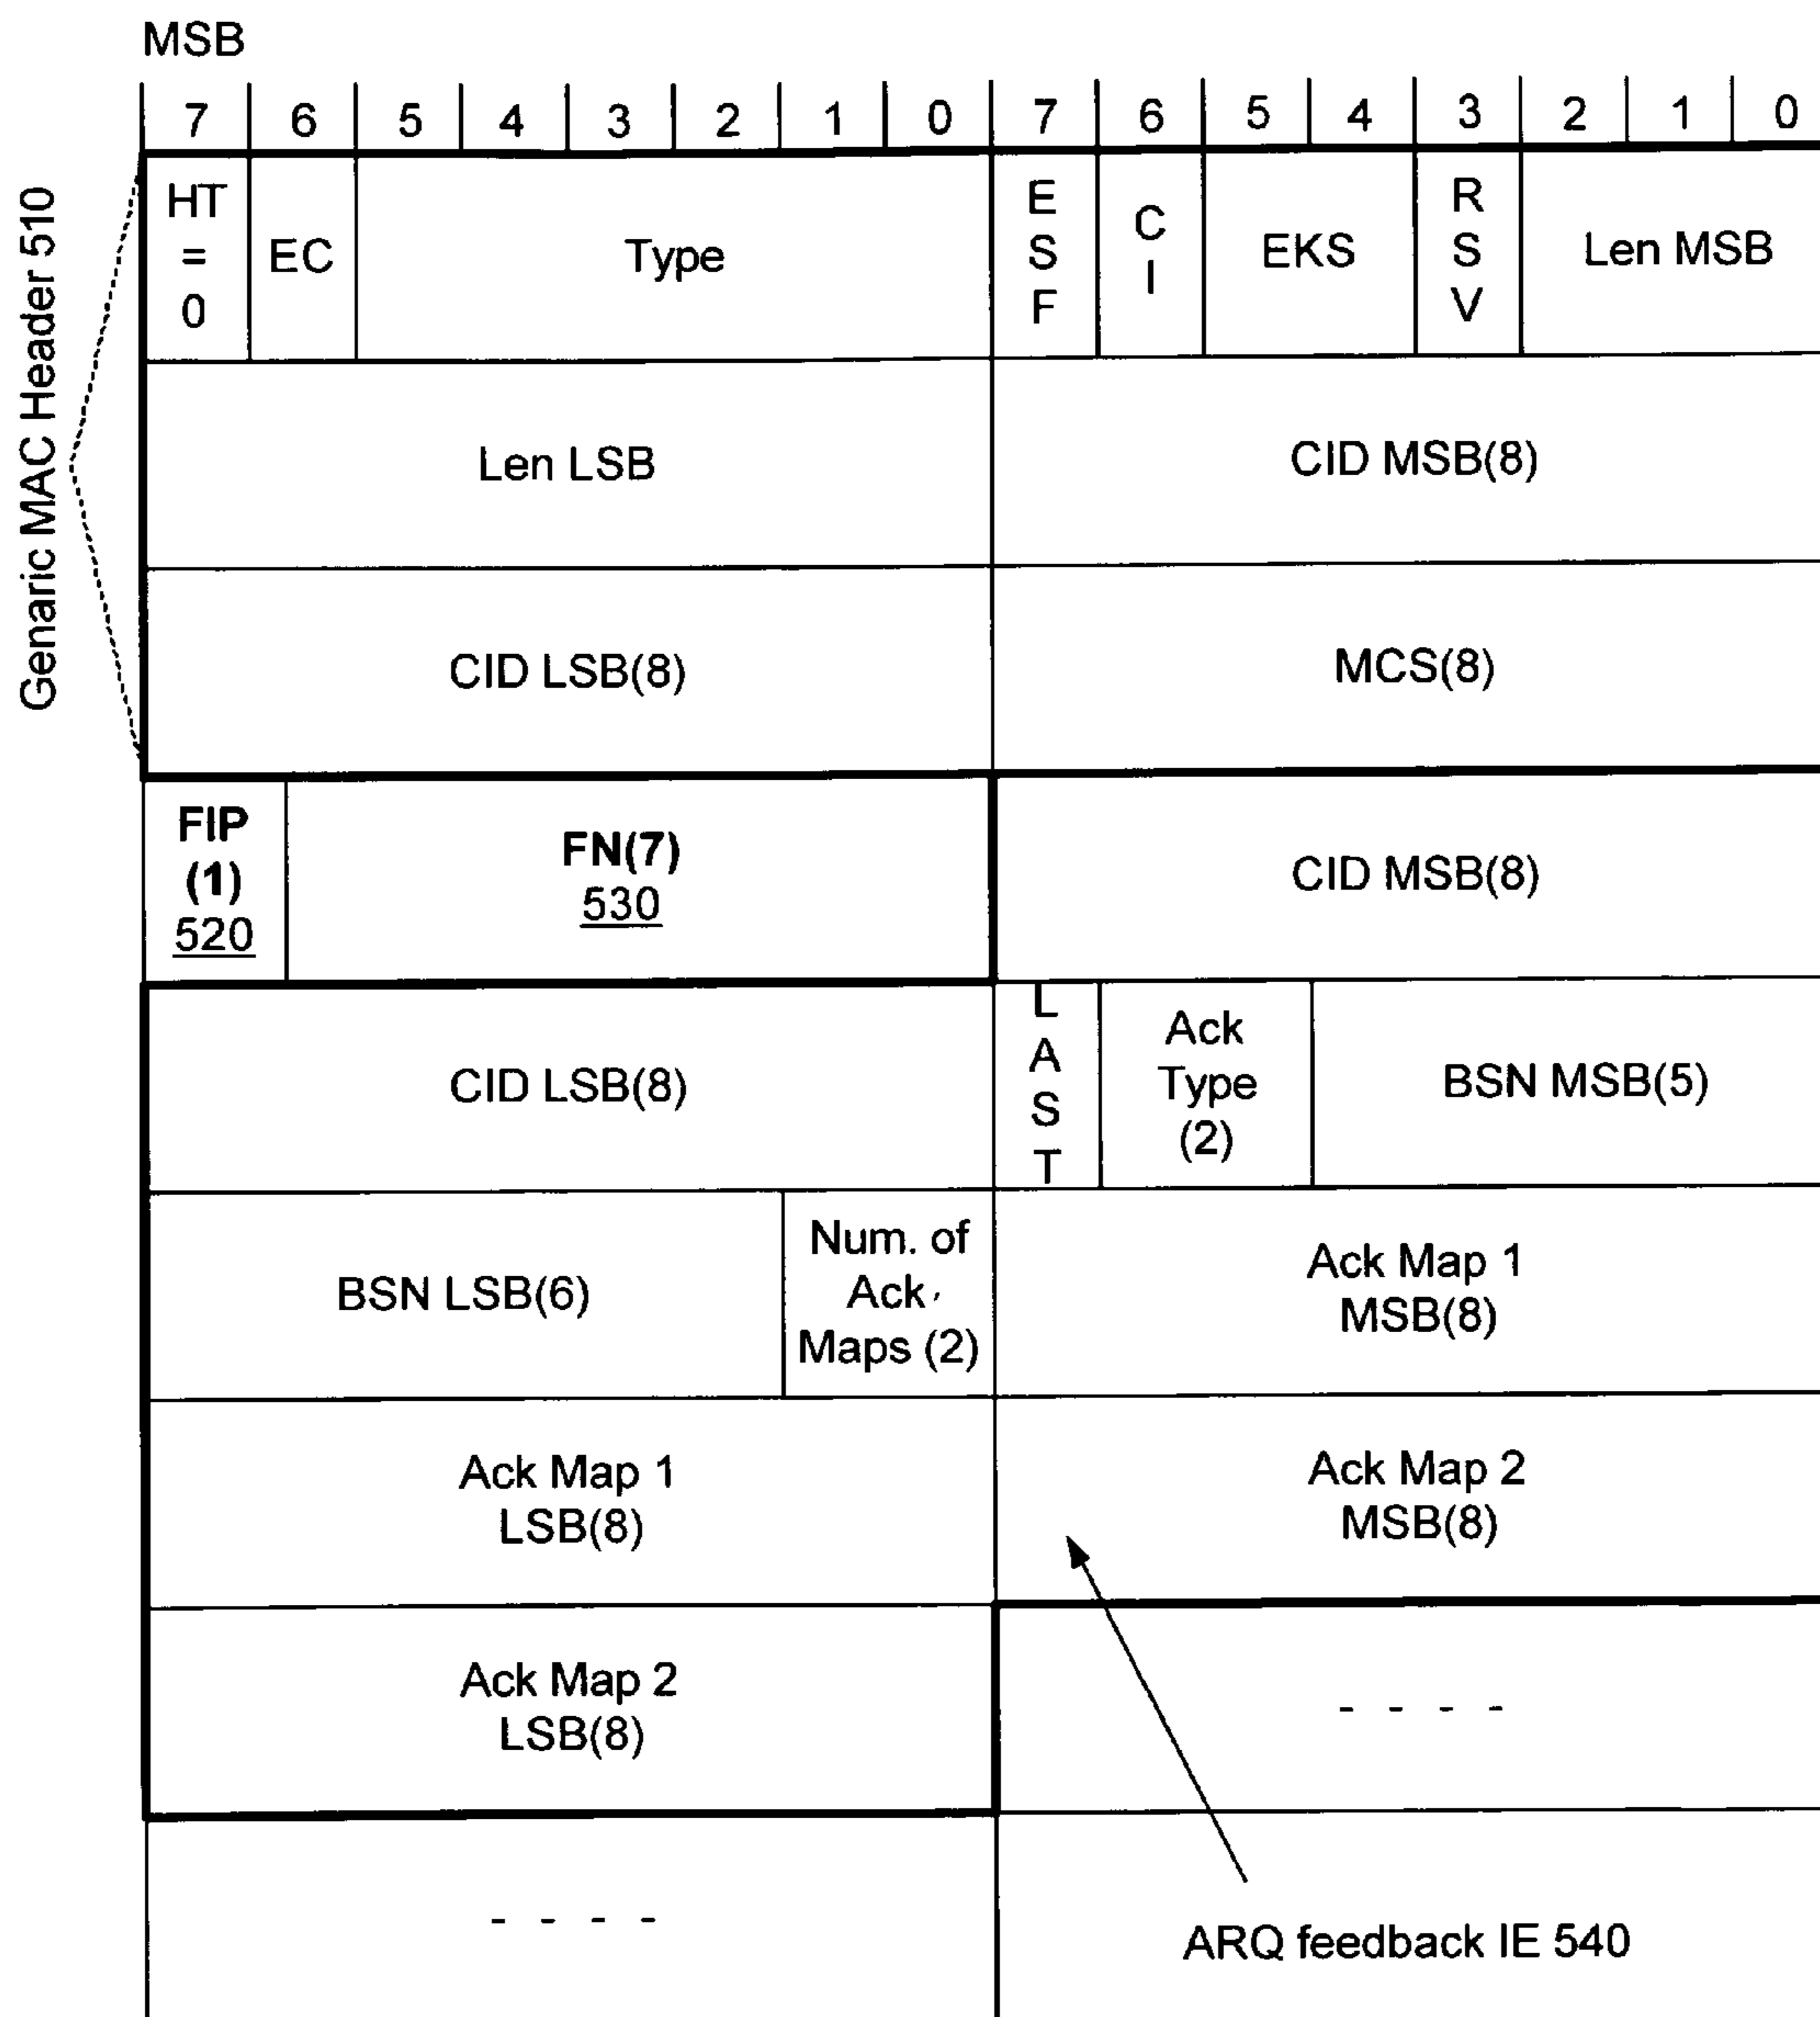 MSB
7 6 5 4 3 2 1 0 7 6 5 4 3 2 1 0
Genaric MAC Header 510
HT
=
0
EC
Type
E
S
F
C
I
EKS
R
S
V
Len MSB
Len LSB
CID MSB(8)
CID LSB(8)
MCS(8)
FIP
(1)
520
FN(7)
530
CID MSB(8)
CID LSB(8)
L
A
S
T
Ack
Type
(2)
BSN MSB(5)
BSN LSB(6)
Num. of
Ack
Maps (2)
Ack Map 1
MSB(8)
Ack Map 1
LSB(8)
Ack Map 2
MSB(8)
Ack Map 2
LSB(8)
- - - -
- - - -
ARQ feedback IE 540